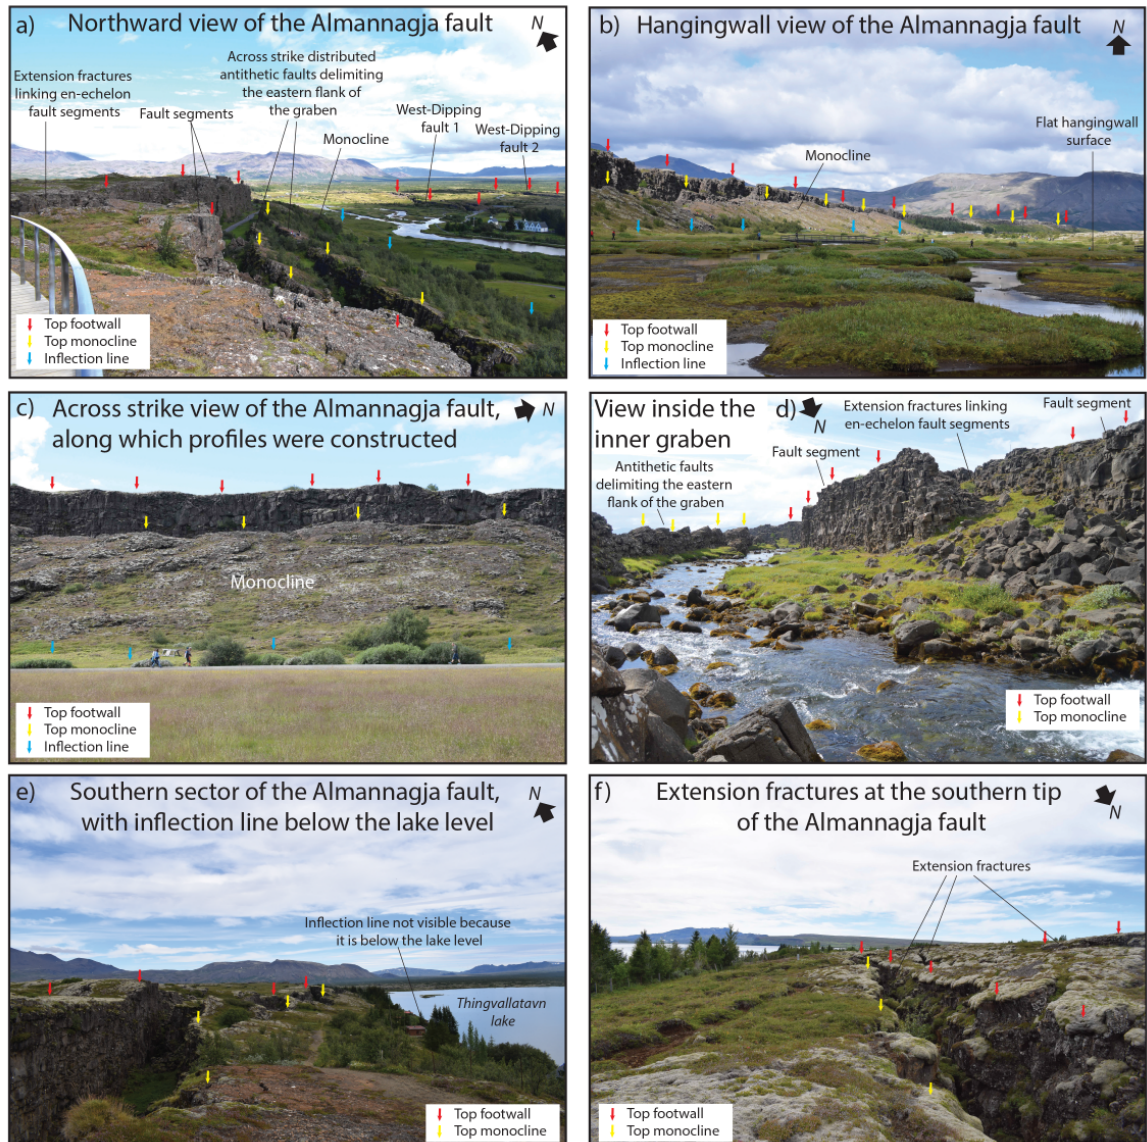 a) Northward view of the Almannagja fault
N
Extension fractures
linking en-echelon
fault segments
Fault segments
Across strike distributed
antithetic faults delimiting
the eastern flank of
the graben
Monocline
West-Dipping
fault 1
West-Dipping
fault 2
Top footwall
Top monocline
Inflection line
b) Hangingwall view of the Almannagja fault
N
Monocline
Flat hangingwall
surface
Top footwall
Top monocline
Inflection line
c) Across strike view of the Almannagja fault,
along which profiles were constructed
N
Monocline
Top footwall
Top monocline
Inflection line
View inside the
inner graben
d)
N
Antithetic faults
delimiting the eastern
flank of the graben
Fault segment
Extension fractures linking
en-echelon fault segments
Fault segment
Top footwall
Top monocline
e) Southern sector of the Almannagja fault,
with inflection line below the lake level
N
Inflection line not visible because
it is below the lake level
Thingvallatavn
lake
Top footwall
Top monocline
f) Extension fractures at the southern tip
of the Almannagja fault
N
Extension fractures
Top footwall
Top monocline